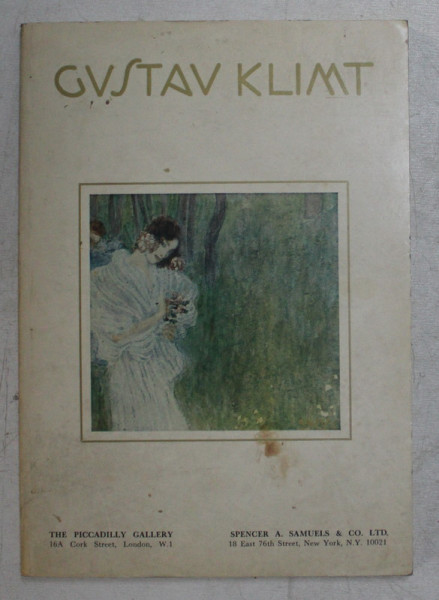 GUSTAV KLIMT
THE PICCADILLY GALLERY
16A Cork Street, London, W.1
SPENCER A. SAMUELS & CO. LTD.
18 East 76th Street, New York, N.Y. 10021